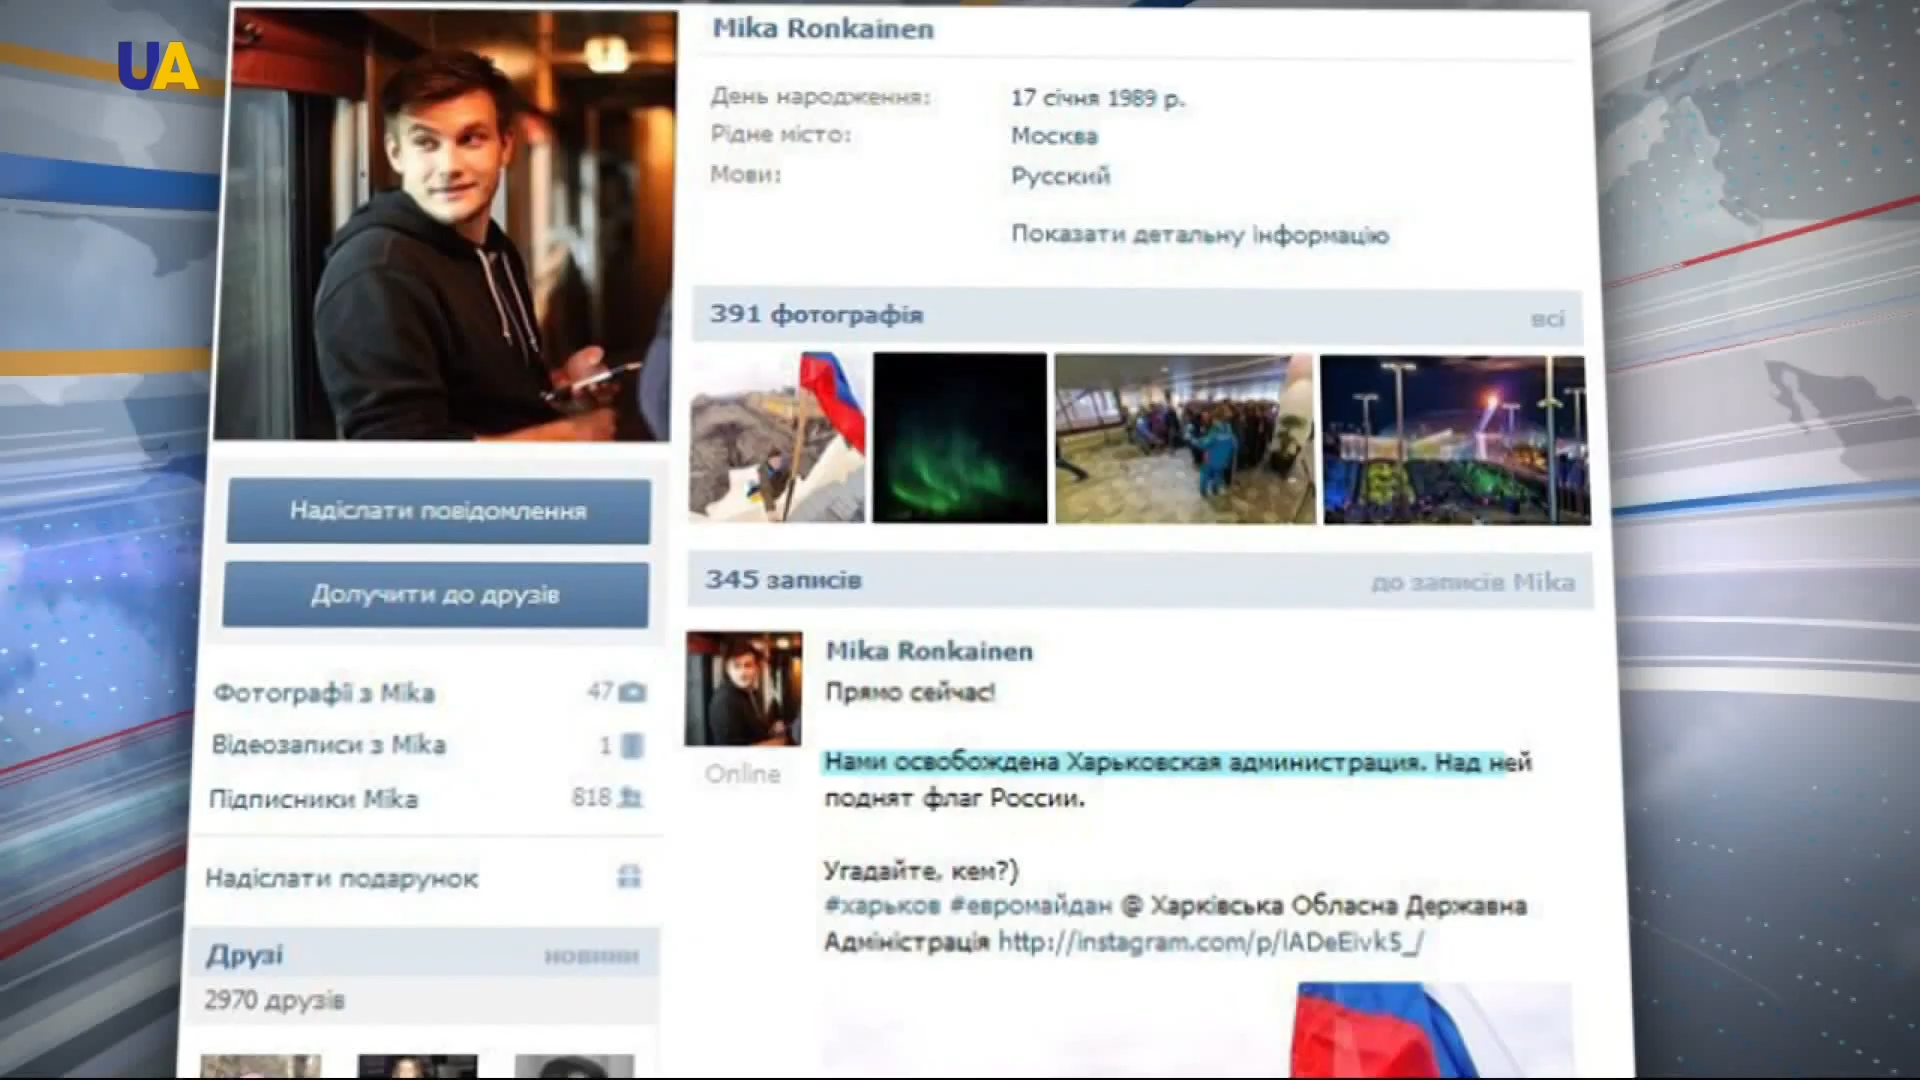 UA
Mika Ronkainen
День народження: 17 січня 1989 р.
Рідне місто: Москва
Мови: Русский
Показати детальну інформацію
391 фотографія всі
Надіслати повідомлення
Долучити до друзів
Фотографії з Mika 47
Відеозаписи з Mika 1
Підписники Mika 818
Надіслати подарунок
Друзі новини
2970 друзів
345 записів до записів Mika
Mika Ronkainen
Прямо сейчас!
Online
Нами освобождена Харьковская администрация. Над ней
поднят флаг России.
Угадайте, кем?)
#харьков #евромайдан @ Харківська Обласна Державна
Адміністрація http://instagram.com/p/lADeEivk5_/